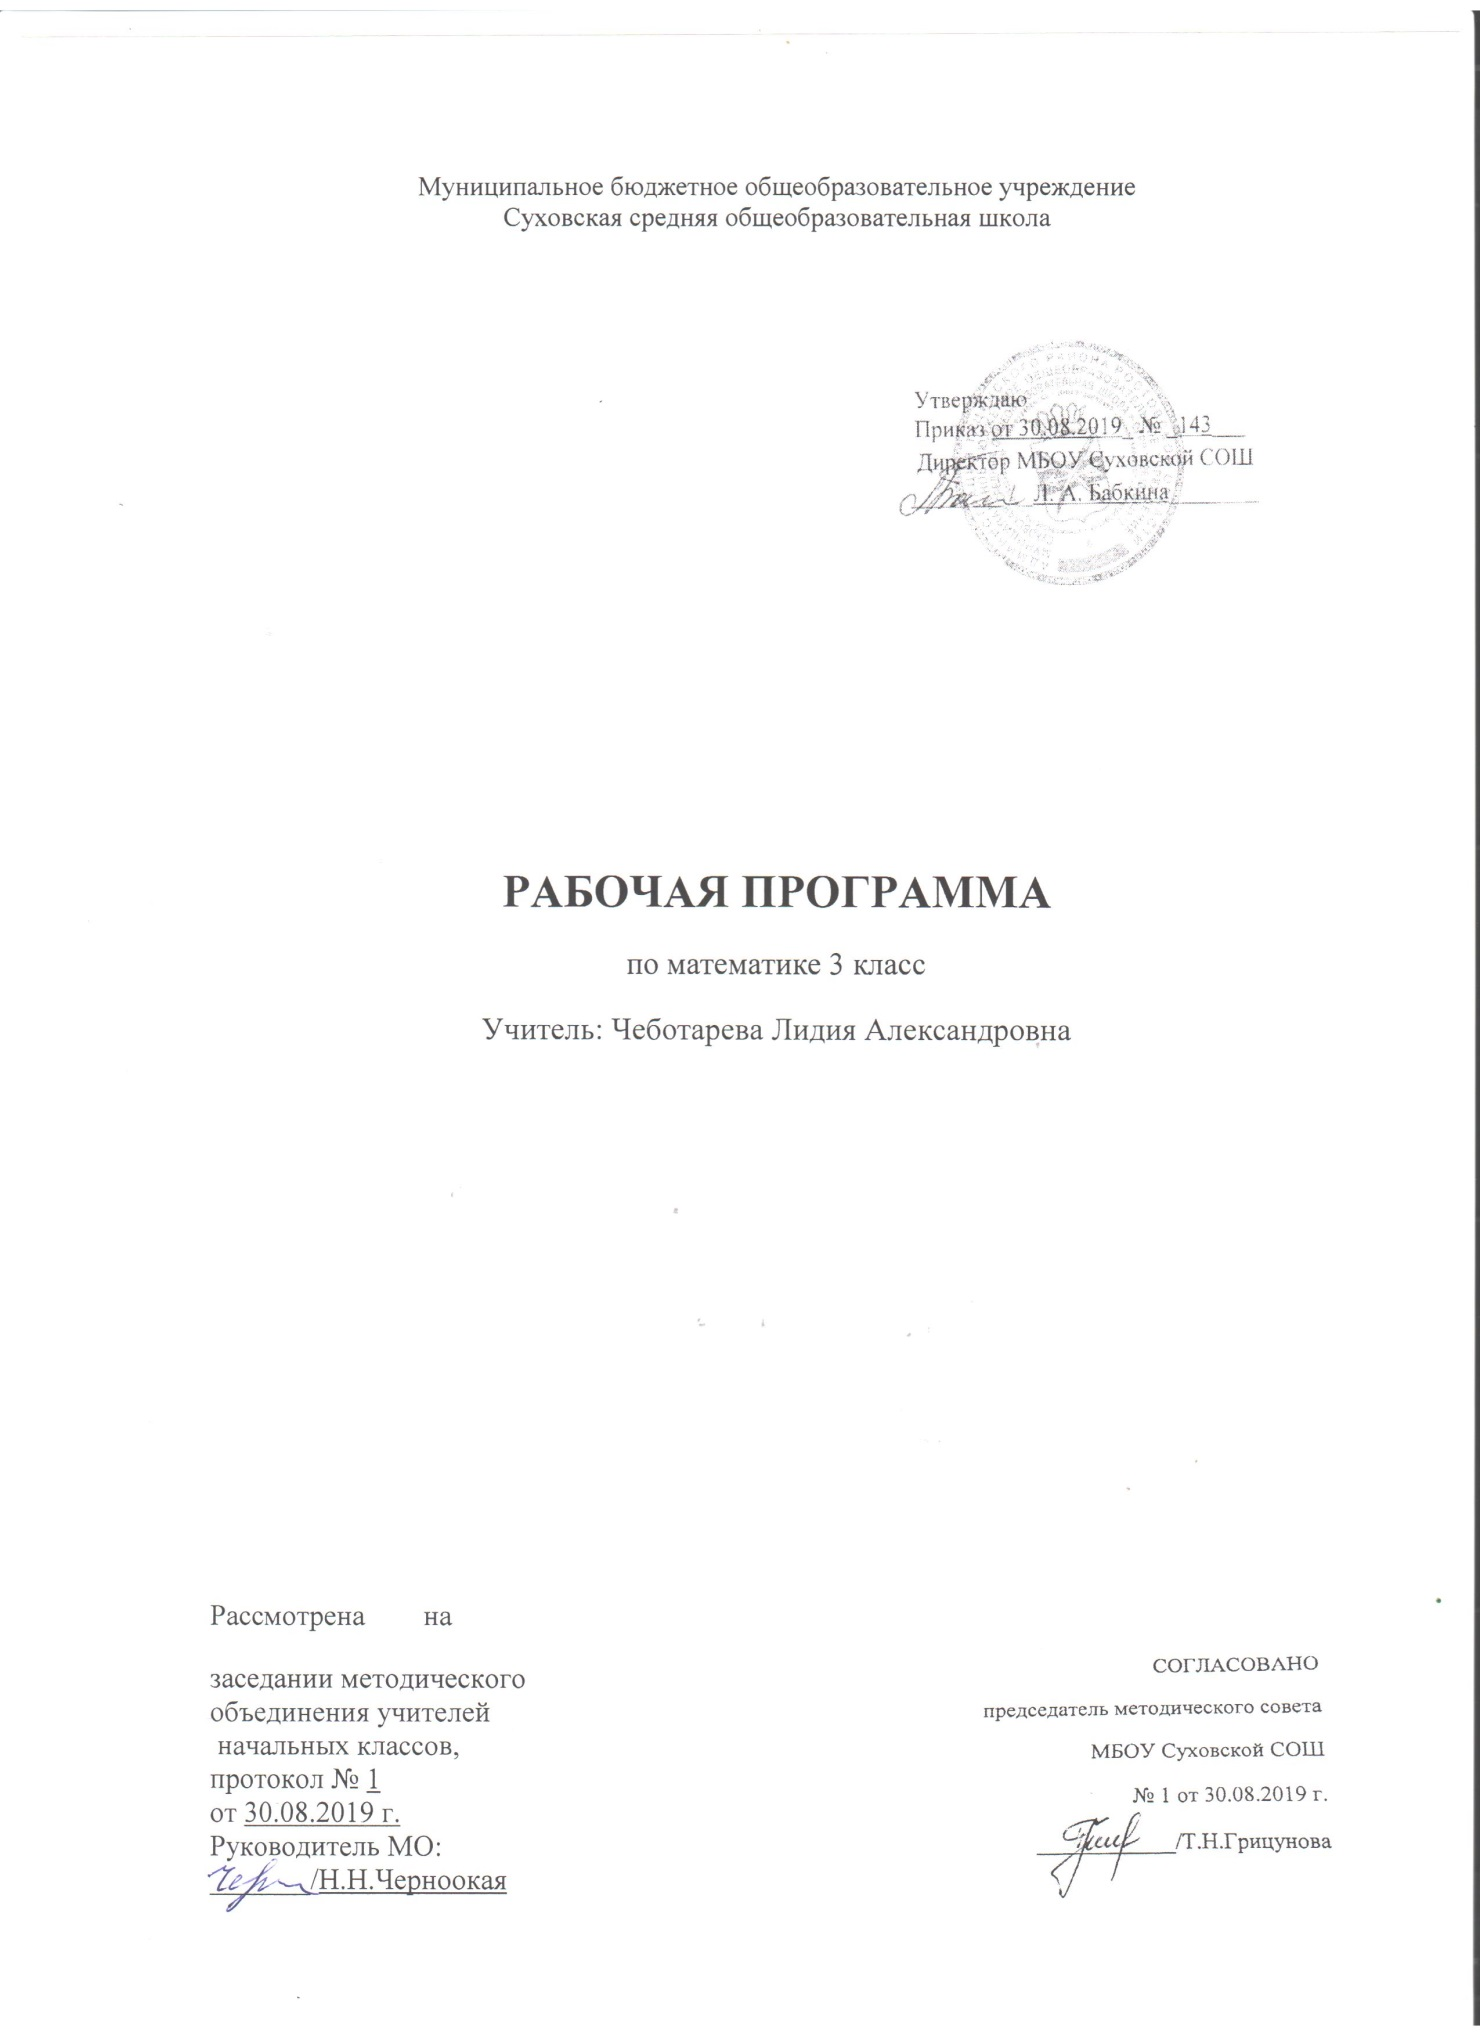 Муниципальное бюджетное общеобразовательное учреждение
Суховская средняя общеобразовательная школа
Утверждаю
Приказ от 30.08.2019_ № _143___
Директор МБОУ Суховской СОШ
Л. А. Бабкина
РАБОЧАЯ ПРОГРАММА
по математике 3 класс
Учитель: Чеботарева Лидия Александровна
Рассмотрена на
заседании методического
объединения учителей
начальных классов,
протокол № 1
от 30.08.2019 г.
Руководитель МО:
/Н.Н.Черноокая
СОГЛАСОВАНО
председатель методического совета
МБОУ Суховской СОШ
№ 1 от 30.08.2019 г.
/Т.Н.Грицунова